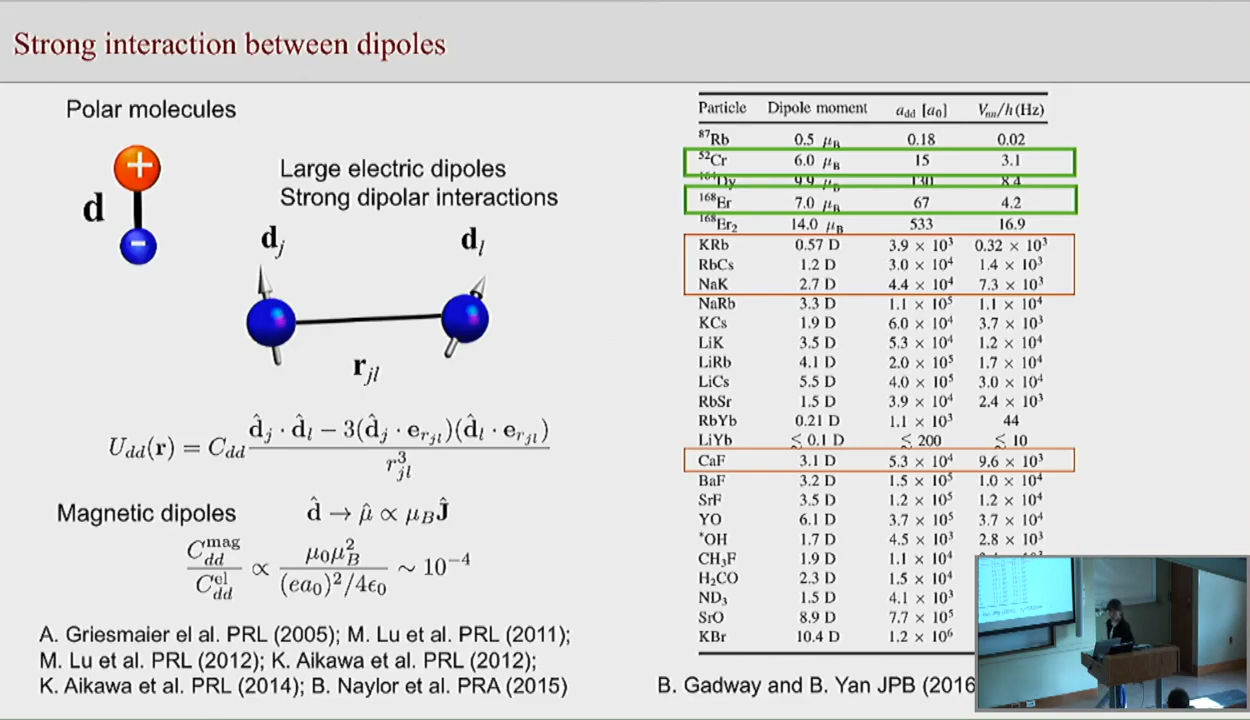 Strong interaction between dipoles
Polar molecules
+
d
-
Large electric dipoles
Strong dipolar interactions
d_j d_l
r_jl
U_dd(r) = C_dd (d̂_j · d̂_l − 3(d̂_j · e_{r_jl})(d̂_l · e_{r_jl})) / r_jl^3
Magnetic dipoles d̂ → μ̂ ∝ μ_B Ĵ
C_dd^mag / C_dd^el ∝ μ_0 μ_B^2 / ((ea_0)^2/4ϵ_0) ~ 10^-4
A. Griesmaier el al. PRL (2005); M. Lu et al. PRL (2011);
M. Lu et al. PRL (2012); K. Aikawa et al. PRL (2012);
K. Aikawa et al. PRL (2014); B. Naylor et al. PRA (2015)
Particle Dipole moment a_dd [a_0] V_nn/h (Hz)
87Rb 0.5 μ_B 0.18 0.02
52Cr 6.0 μ_B 15 3.1
164Dy 9.9 μ_B 130 8.4
168Er 7.0 μ_B 67 4.2
168Er2 14.0 μ_B 533 16.9
KRb 0.57 D 3.9 × 10^3 0.32 × 10^3
RbCs 1.2 D 3.0 × 10^4 1.4 × 10^3
NaK 2.7 D 4.4 × 10^4 7.3 × 10^3
NaRb 3.3 D 1.1 × 10^5 1.1 × 10^4
KCs 1.9 D 6.0 × 10^4 3.7 × 10^3
LiK 3.5 D 5.3 × 10^4 1.2 × 10^4
LiRb 4.1 D 2.0 × 10^5 1.7 × 10^4
LiCs 5.5 D 4.0 × 10^5 3.0 × 10^4
RbSr 1.5 D 3.9 × 10^4 2.4 × 10^3
RbYb 0.21 D 1.1 × 10^3 44
LiYb ≲ 0.1 D ≲ 200 ≲ 10
CaF 3.1 D 5.3 × 10^4 9.6 × 10^3
BaF 3.2 D 1.5 × 10^5 1.0 × 10^4
SrF 3.5 D 1.2 × 10^5 1.2 × 10^4
YO 6.1 D 3.7 × 10^5 3.7 × 10^4
*OH 1.7 D 4.5 × 10^3 2.8 × 10^3
CH3F 1.9 D 1.1 × 10^4
H2CO 2.3 D 1.5 × 10^4
ND3 1.5 D 4.1 × 10^3
SrO 8.9 D 7.7 × 10^5
KBr 10.4 D 1.2 × 10^6
B. Gadway and B. Yan JPB (2016